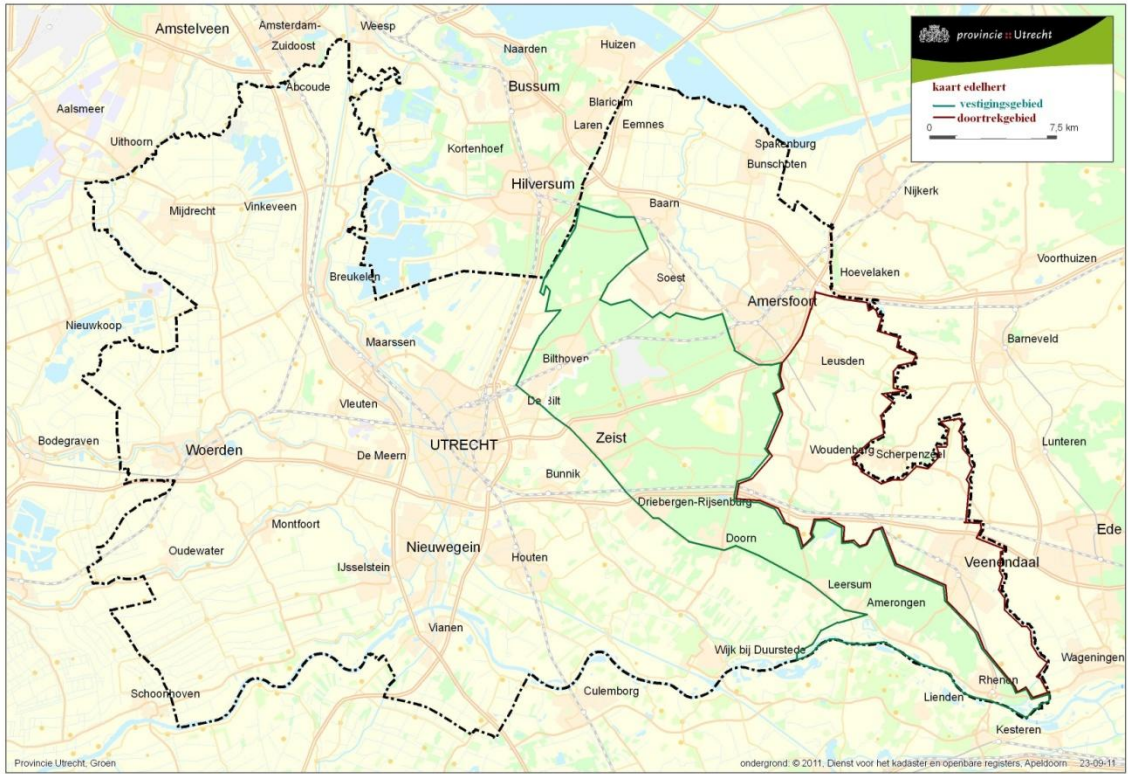 Amstelveen
Amsterdam-
Zuidoost
Weesp
Naarden
Huizen
provincie :: Utrecht
kaart edelhert
vestigingsgebied
doortrekgebied
0 7,5 km
Abcoude
Bussum
Aalsmeer
Blaricum
Laren
Eemnes
Uithoorn
Kortenhoef
Spakenburg
Bunschoten
Hilversum
Nijkerk
Mijdrecht
Vinkeveen
Baarn
Breukelen
Soest
Hoevelaken
Voorthuizen
Amersfoort
Nieuwkoop
Maarssen
Barneveld
Bilthoven
Leusden
Vleuten
De Bilt
Bodegraven
Woerden
UTRECHT
Zeist
Lunteren
De Meern
Woudenberg
Scherpenzeel
Bunnik
Driebergen-Rijsenburg
Montfoort
Ede
Oudewater
Nieuwegein
Houten
Doorn
IJsselstein
Veenendaal
Leersum
Amerongen
Vianen
Wijk bij Duurstede
Wageningen
Schoonhoven
Culemborg
Rhenen
Lienden
Kesteren
Provincie Utrecht, Groen
ondergrond: © 2011, Dienst voor het kadaster en openbare registers, Apeldoorn 23-09-11